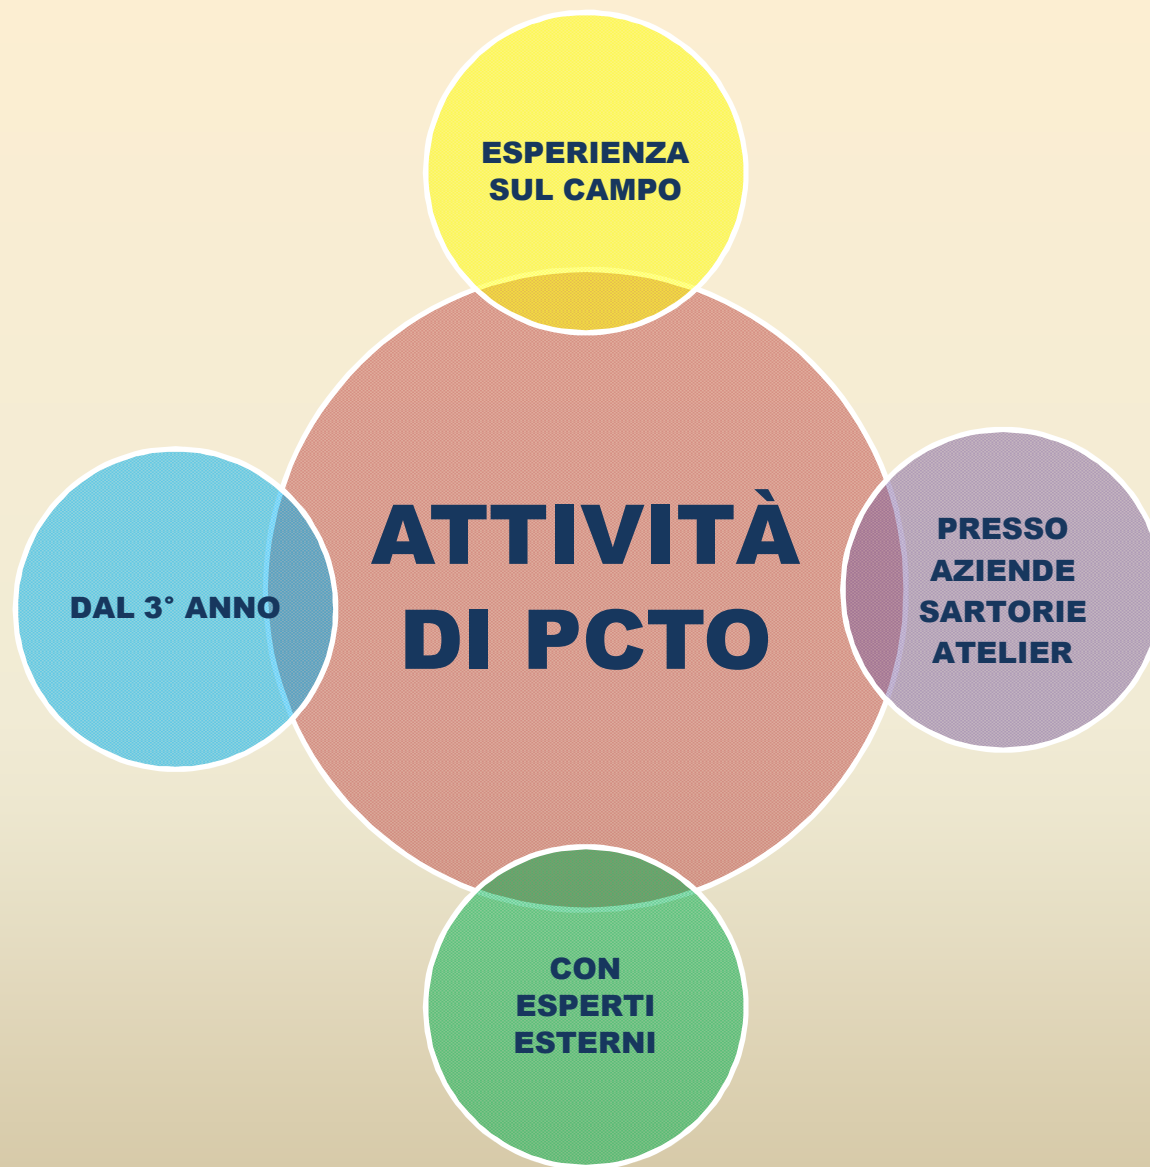 ESPERIENZA
SUL CAMPO
ATTIVITÀ
DI PCTO
DAL 3° ANNO
PRESSO
AZIENDE
SARTORIE
ATELIER
CON
ESPERTI
ESTERNI